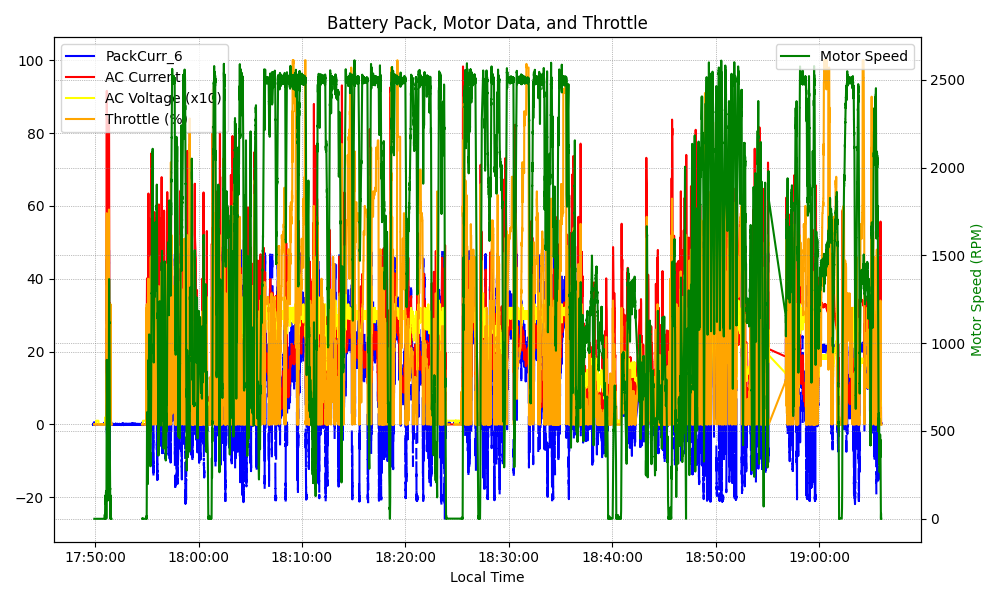 Battery Pack, Motor Data, and Throttle
PackCurr_6
AC Current
AC Voltage (x10)
Throttle (%)
Motor Speed
100
80
60
40
20
0
−20
2500
2000
1500
1000
500
0
Motor Speed (RPM)
17:50:00 18:00:00 18:10:00 18:20:00 18:30:00 18:40:00 18:50:00 19:00:00
Local Time